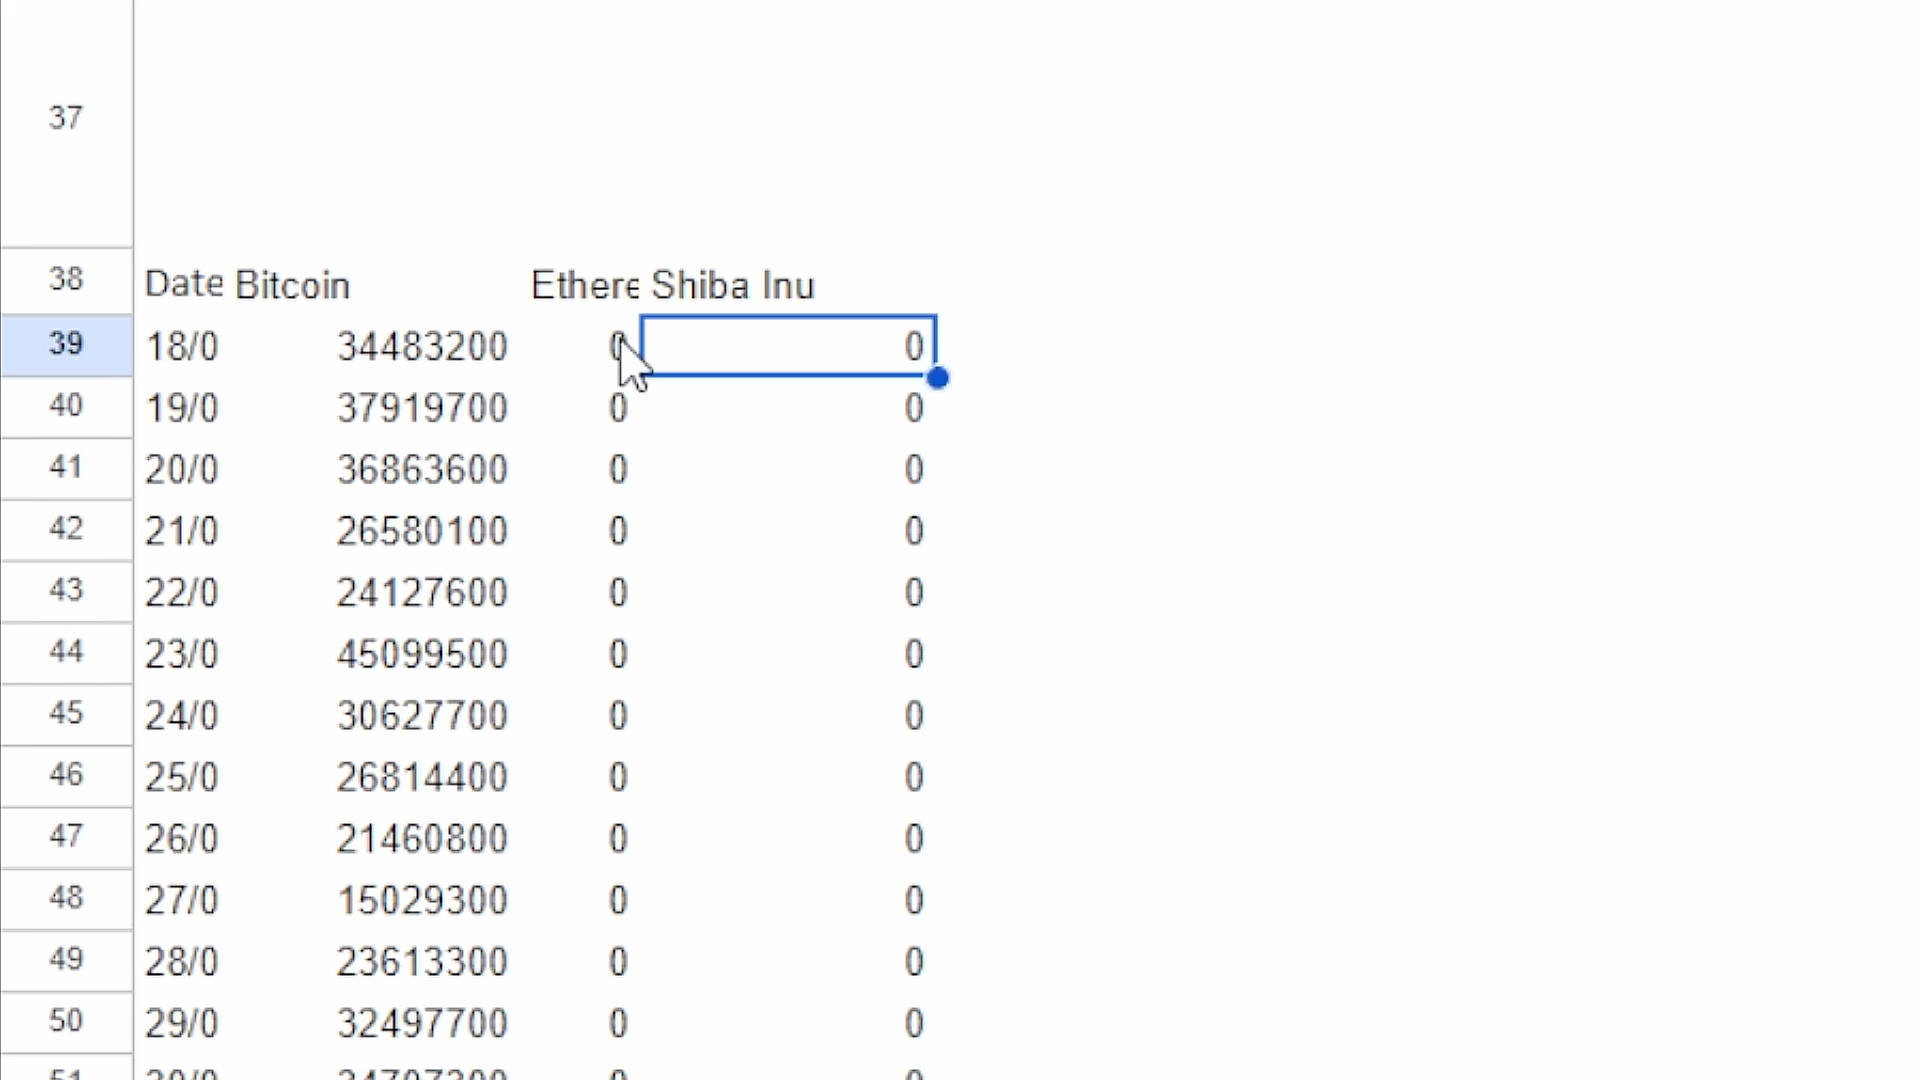 37
38 Date Bitcoin Ethere Shiba Inu
39 18/0 34483200 0 0
40 19/0 37919700 0 0
41 20/0 36863600 0 0
42 21/0 26580100 0 0
43 22/0 24127600 0 0
44 23/0 45099500 0 0
45 24/0 30627700 0 0
46 25/0 26814400 0 0
47 26/0 21460800 0 0
48 27/0 15029300 0 0
49 28/0 23613300 0 0
50 29/0 32497700 0 0